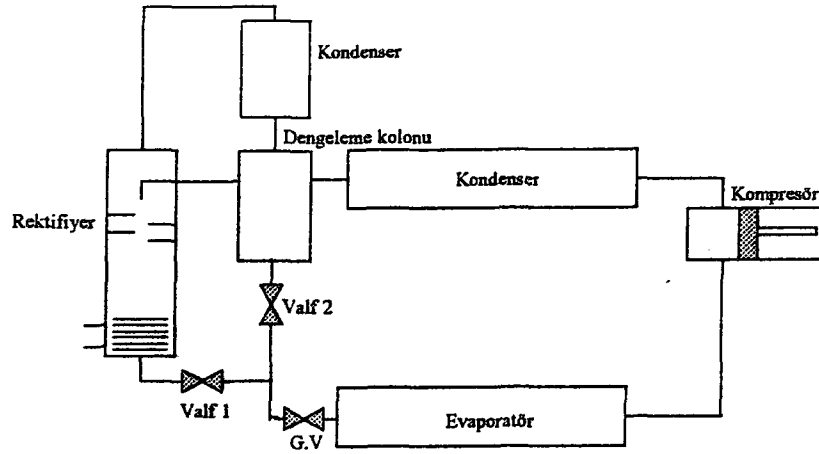 Kondenser
Dengeleme kolonu
Kondenser
Kompresör
Rektifiyer
Valf 2
Valf 1
G.V
Evaporatör